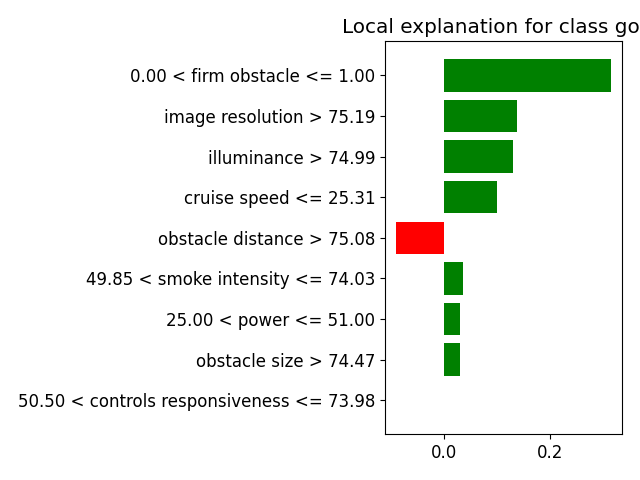 Local explanation for class go
0.00 < firm obstacle <= 1.00
image resolution > 75.19
illuminance > 74.99
cruise speed <= 25.31
obstacle distance > 75.08
49.85 < smoke intensity <= 74.03
25.00 < power <= 51.00
obstacle size > 74.47
50.50 < controls responsiveness <= 73.98
0.0 0.2